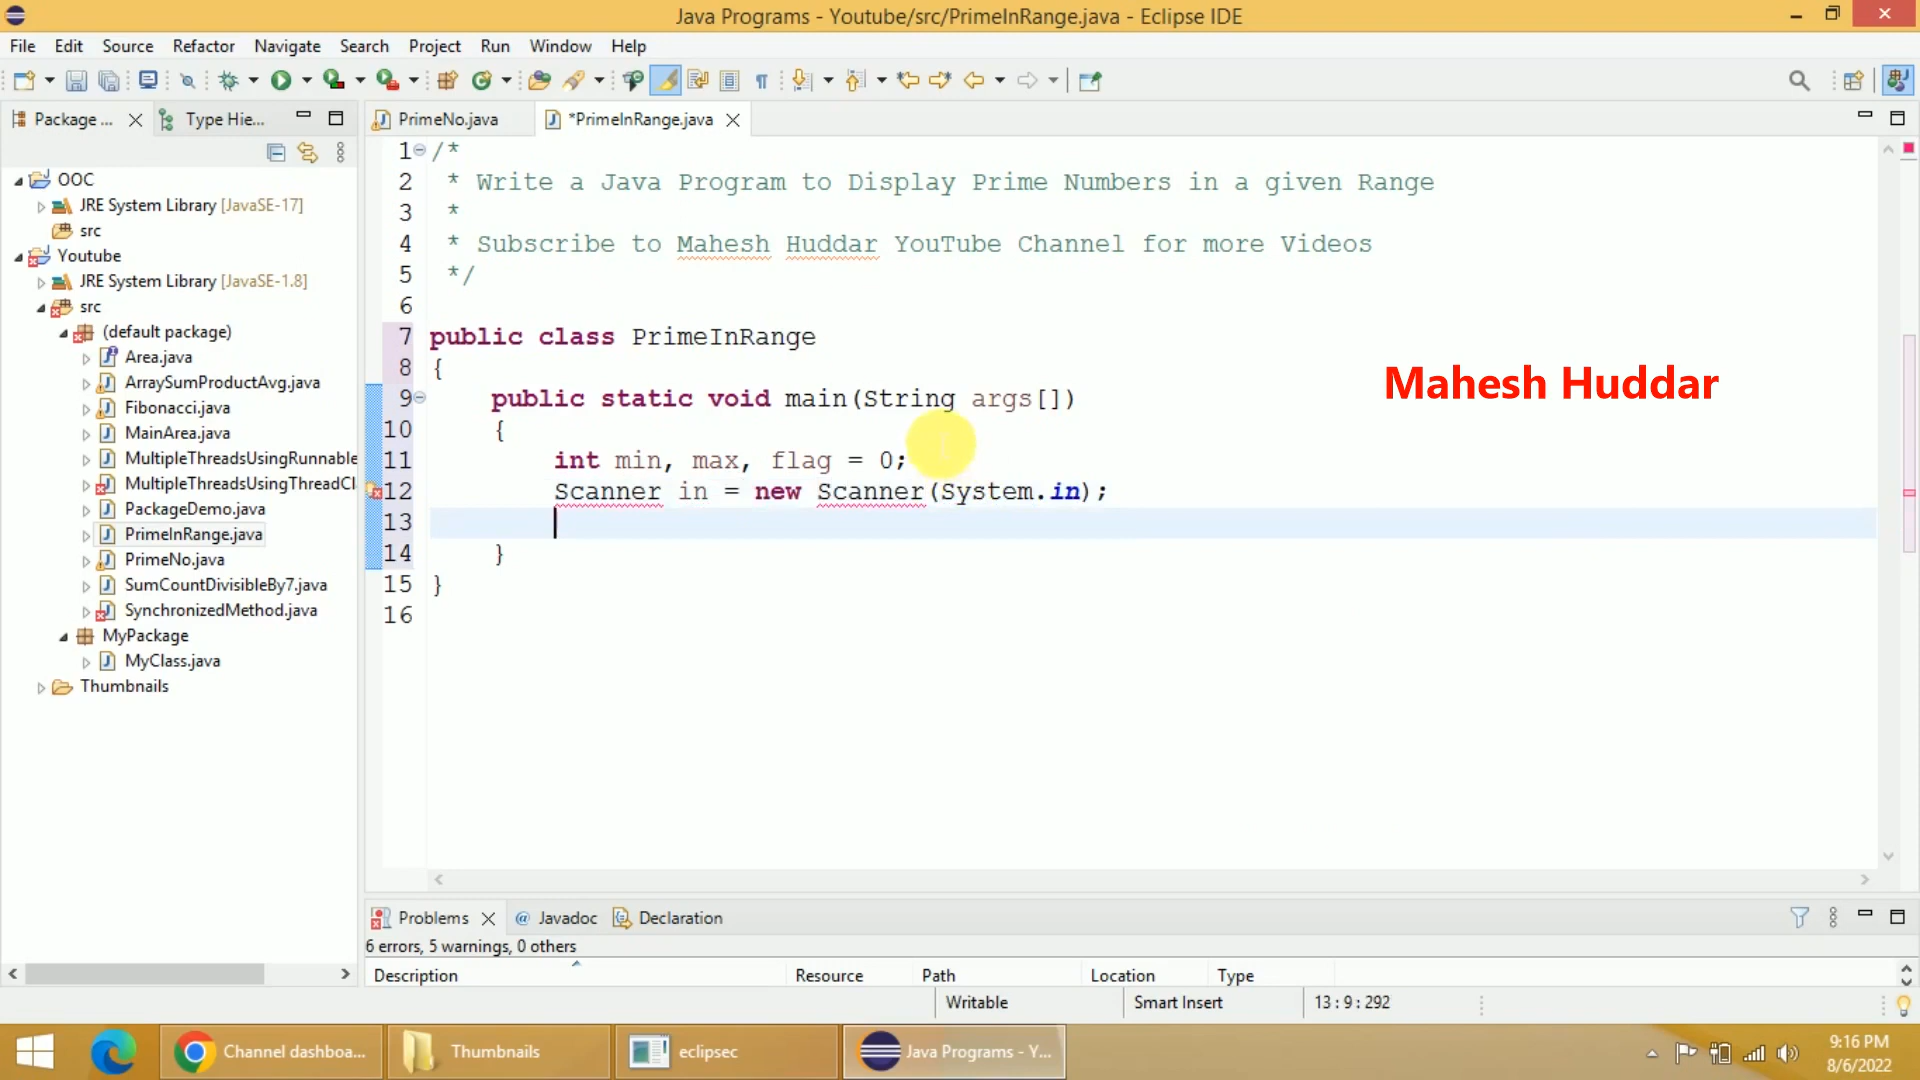 Java Programs - Youtube/src/PrimeInRange.java - Eclipse IDE
File Edit Source Refactor Navigate Search Project Run Window Help
Package ... Type Hie... PrimeNo.java *PrimeInRange.java
OOC
JRE System Library [JavaSE-17]
src
Youtube
JRE System Library [JavaSE-1.8]
src
(default package)
Area.java
ArraySumProductAvg.java
Fibonacci.java
MainArea.java
MultipleThreadsUsingRunnable
MultipleThreadsUsingThreadCl
PackageDemo.java
PrimeInRange.java
PrimeNo.java
SumCountDivisibleBy7.java
SynchronizedMethod.java
MyPackage
MyClass.java
Thumbnails
1 /*
2 * Write a Java Program to Display Prime Numbers in a given Range
3 *
4 * Subscribe to Mahesh Huddar YouTube Channel for more Videos
5 */
6
7 public class PrimeInRange
8 {
9 public static void main(String args[])
10 {
11 int min, max, flag = 0;
12 Scanner in = new Scanner(System.in);
13
14 }
15 }
16
Mahesh Huddar
Problems @ Javadoc Declaration
6 errors, 5 warnings, 0 others
Description Resource Path Location Type
Writable Smart Insert 13 : 9 : 292
Channel dashboa... Thumbnails eclipsec Java Programs - Y...
9:16 PM
8/6/2022